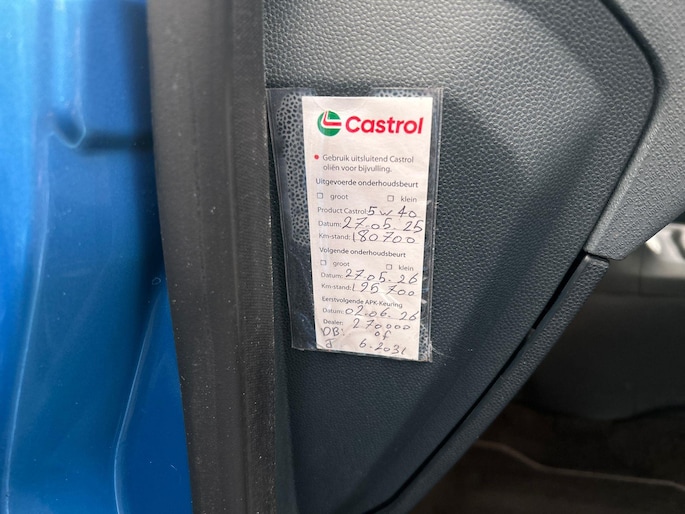 Castrol
Gebruik uitsluitend Castrol
oliën voor bijvulling.
Uitgevoerde onderhoudsbeurt
groot klein
Product Castrol: 5w40
Datum: 27.05.25
Km-stand: 180700
Volgende onderhoudsbeurt
groot klein
Datum: 27.05.26
Km-stand: 195700
Eerstvolgende APK-Keuring
Datum: 02.06.26
Dealer: 270000
DB: of
6.2031